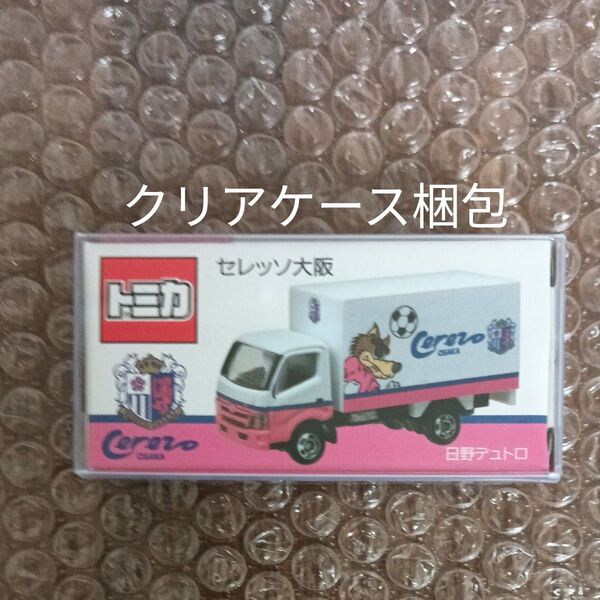 クリアケース梱包
セレッソ大阪
トミカ
Cerezo
OSAKA
Cerezo
OSAKA
日野デュトロ